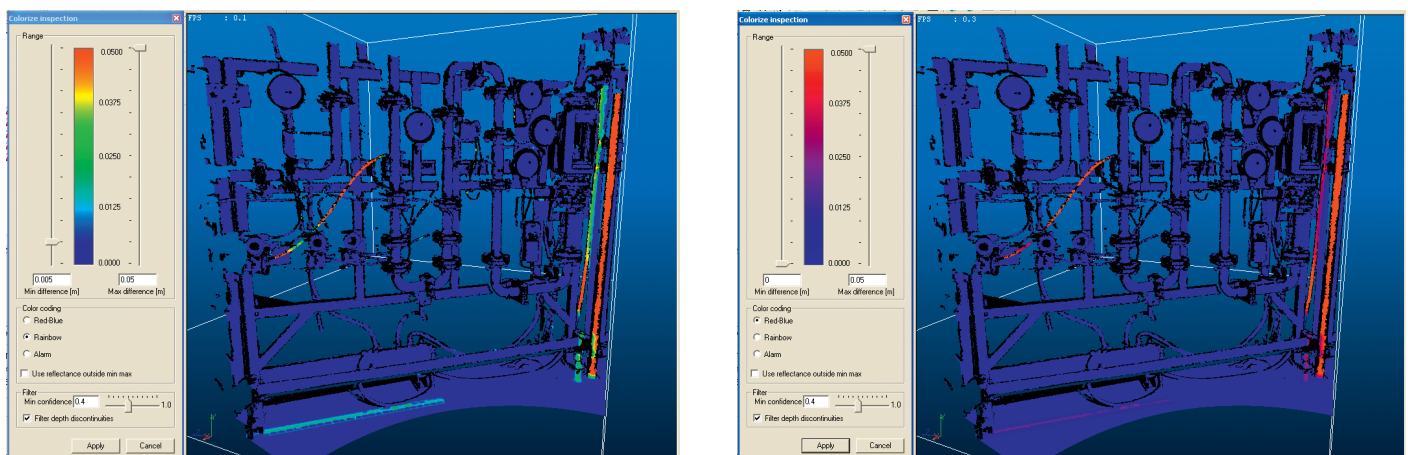 Colorize inspection
FPS : 0.1
Range
0.0500
0.0375
0.0250
0.0125
0.0000
0.005
0.05
Min difference [m]
Max difference [m]
Color coding
Red-Blue
Rainbow
Alarm
Use reflectance outside min max
Filter
Min confidence 0.4
1.0
Filter depth discontinuities
Apply
Cancel
Colorize inspection
FPS : 0.3
Range
0.0500
0.0375
0.0250
0.0125
0.0000
0
0.05
Min difference [m]
Max difference [m]
Color coding
Red-Blue
Rainbow
Alarm
Use reflectance outside min max
Filter
Min confidence 0.4
1.0
Filter depth discontinuities
Apply
Cancel